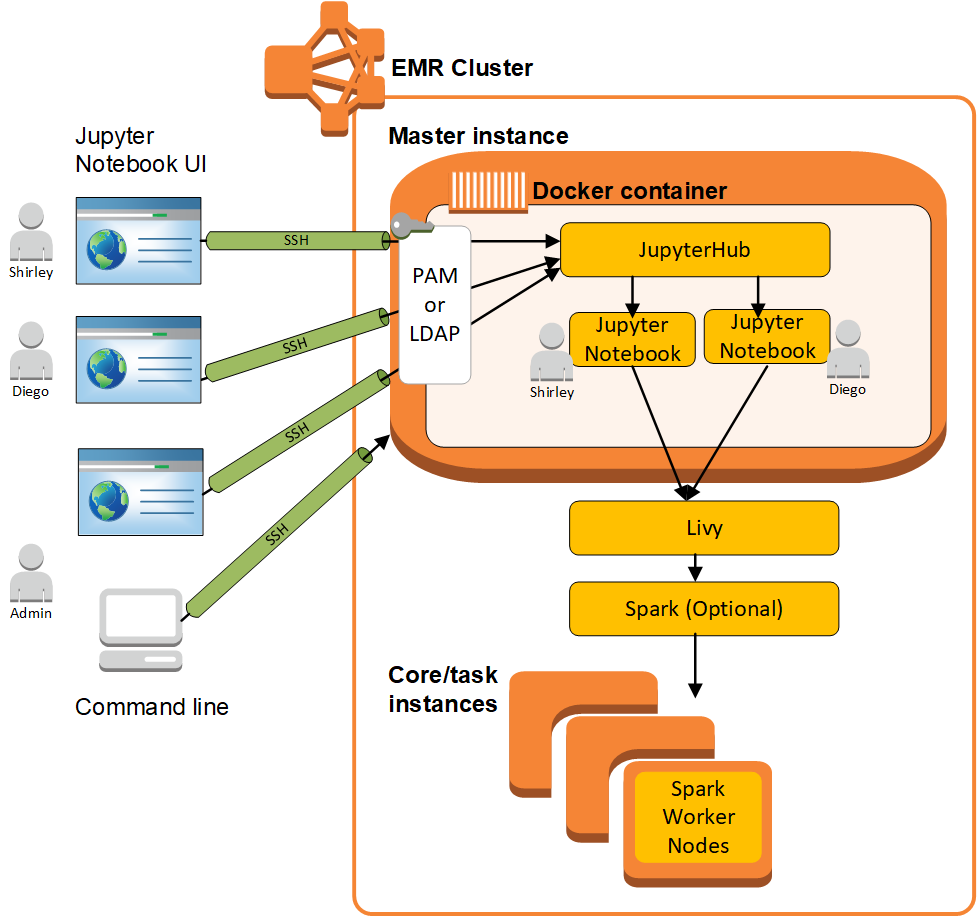 EMR Cluster
Jupyter
Notebook UI
Master instance
Docker container
Shirley
SSH
PAM
or
LDAP
JupyterHub
Jupyter
Notebook
Shirley
Jupyter
Notebook
Diego
Diego
SSH
SSH
Admin
SSH
Command line
Livy
Spark (Optional)
Core/task
instances
Spark
Worker
Nodes